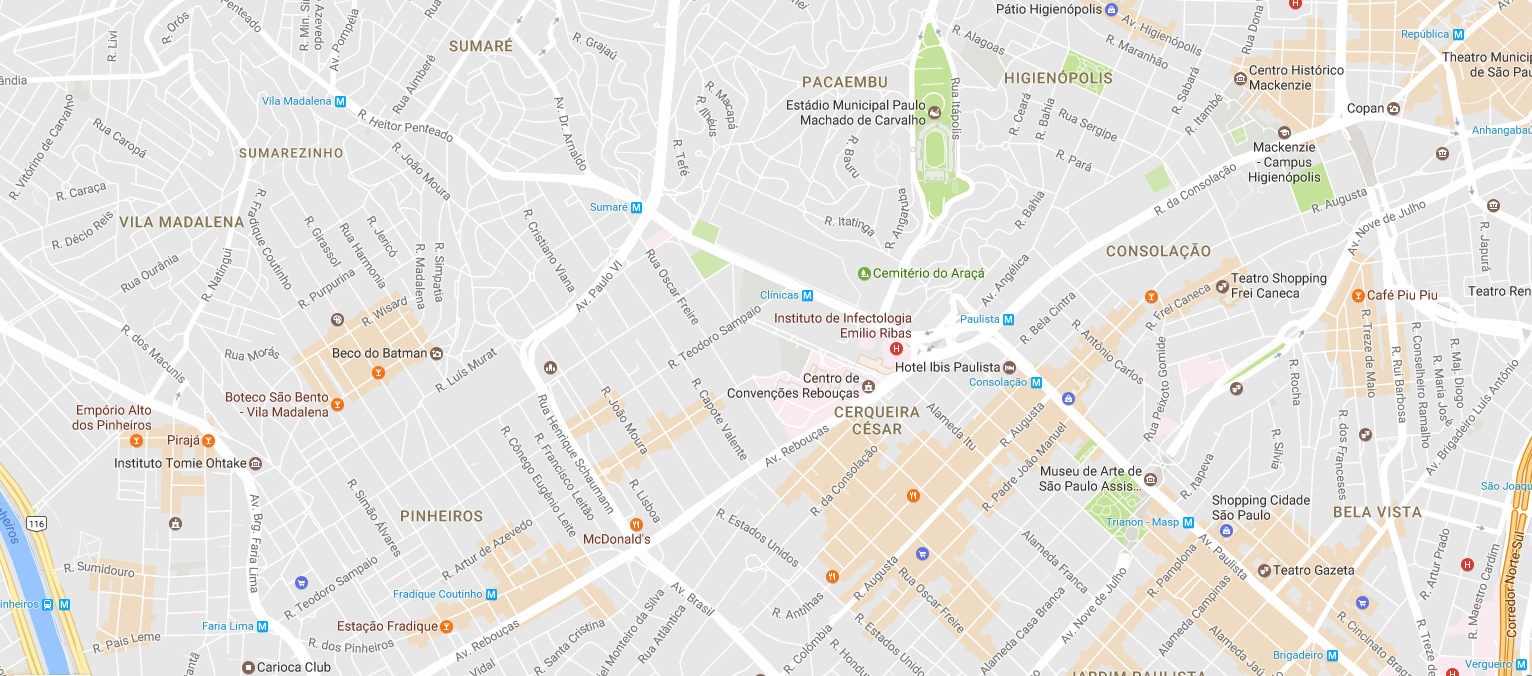 Pátio Higienópolis
República
Theatro Municip
de São Pau
Av. Higienópolis
R. Maranhão
Rua Dona
R. Orós
R. Livi
R. Min. Sin
Azevedo
Av. Pompéia
SUMARÉ
R. Grajaú
R. Alagoas
PACAEMBU
HIGIENÓPOLIS
Centro Histórico
Mackenzie
ândia
Rua Aimberé
Vila Madalena
Av. Dr. Arnaldo
R. Macapá
R. Ilhéus
Estádio Municipal Paulo
Machado de Carvalho
Rua Itápolis
R. Ceará
R. Bahia
R. Sabará
R. Itambé
Copan
R. Heitor Penteado
Rua Sergipe
Anhangabaú
R. Vitórino de Carvalho
Rua Caropá
SUMAREZINHO
R. João Moura
R. Tefé
R. Bauru
R. Pará
Mackenzie
- Campus
Higienópolis
R. Caraça
R. da Consolação
R. Augusta
Sumaré
VILA MADALENA
R. Décio Reis
R. Fradique Coutinho
R. Girassol
Rua Harmonia
R. Jericó
R. Cristiano Viana
R. Itatinga
R. Angatuba
R. Bahia
Av. Nove de Julho
R. Japurá
Rua Ourânia
R. Natingui
R. Purpurina
R. Madalena
R. Simpatia
Av. Paulo VI
Rua Oscar Freire
Cemitério do Araçá
Av. Angélica
CONSOLAÇÃO
Teatro Shopping
Frei Caneca
Clínicas
Café Piu Piu
Teatro Ren
R. Wisard
R. Teodoro Sampaio
Instituto de Infectologia
Emilio Ribas
Paulista
R. Bela Cintra
R. Frei Caneca
R. Antônio Carlos
R. Treze de Maio
R. Rui Barbosa
R. Conselheiro Ramalho
R. Maria José
R. Maj. Diogo
R. dos Macunis
Rua Morás
Beco do Batman
R. Luís Murat
Hotel Ibis Paulista
Consolação
Centro de
Convenções Rebouças
Rua Peixoto Gomide
R. Rocha
Av. Brigadeiro Luís Antônio
Boteco São Bento
- Vila Madalena
Empório Alto
dos Pinheiros
Pirajá
CERQUEIRA
CÉSAR
Alameda Itu
R. Augusta
R. Capote Valente
R. João Moura
Rua Henrique Schaumann
Av. Rebouças
R. Padre João Manuel
R. Sílvia
R. dos Franceses
Instituto Tomie Ohtake
R. Cônego Eugênio Leite
R. Francisco Leitão
R. da Consolação
Museu de Arte de
São Paulo Assis...
R. Itapeva
São Joaqu
R. Simão Álvares
R. Lisboa
Shopping Cidade
São Paulo
BELA VISTA
116
Av. Brg. Faria Lima
PINHEIROS
McDonald's
R. Estados Unidos
Trianon - Masp
Av. Paulista
nheiros
R. Artur de Azevedo
R. Sumidouro
R. Teodoro Sampaio
Fradique Coutinho
Alameda Franca
R. Pamplona
Teatro Gazeta
R. Artur Prado
R. Maestro Cardim
Corredor Norte-Sul
inheiros
R. Augusta
Rua Oscar Freire
Av. Brasil
R. Antilhas
Alameda Casa Branca
Av. Nove de Julho
Alameda Campinas
Faria Lima
Estação Fradique
R. Pais Leme
R. dos Pinheiros
Av. Rebouças
R. Santa Cristina
R. Monteiro da Silva
Rua Atlântica
R. Colômbia
R. Estados Unidos
R. Hondur
Alameda Jaú
R. Cincinato Braga
R. Treze de
Brigadeiro
Vergueiro
Carioca Club
Vidal
antã
JARDIM PAULISTA